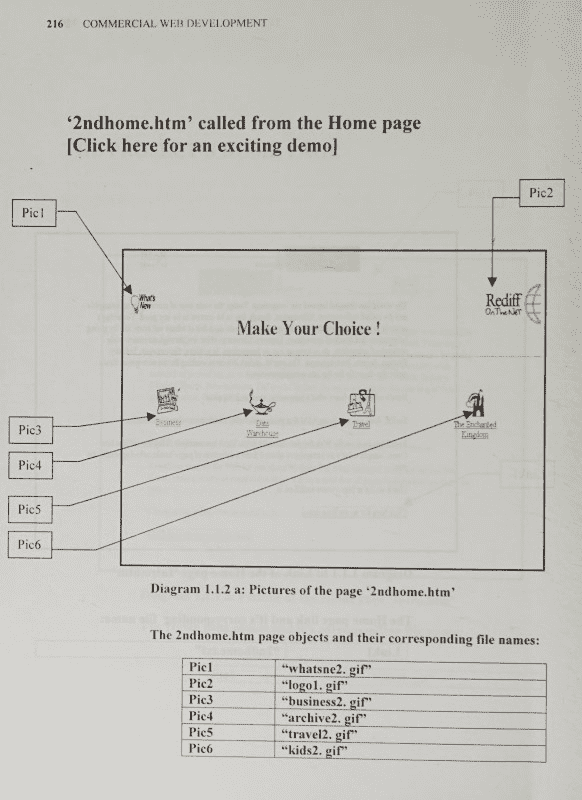 216 COMMERCIAL WEB DEVELOPMENT
‘2ndhome.htm’ called from the Home page
[Click here for an exciting demo]
Pic1
Pic2
What's
New
Rediff
On The Net
Make Your Choice !
Pic3
Pic4
Pic5
Pic6
Business
Data
Warehouse
Travel
The Enchanted
Kingdom
Diagram 1.1.2 a: Pictures of the page ‘2ndhome.htm’
The 2ndhome.htm page objects and their corresponding file names:
Pic1 “whatsne2. gif”
Pic2 “logo1. gif”
Pic3 “business2. gif”
Pic4 “archive2. gif”
Pic5 “travel2. gif”
Pic6 “kids2. gif”